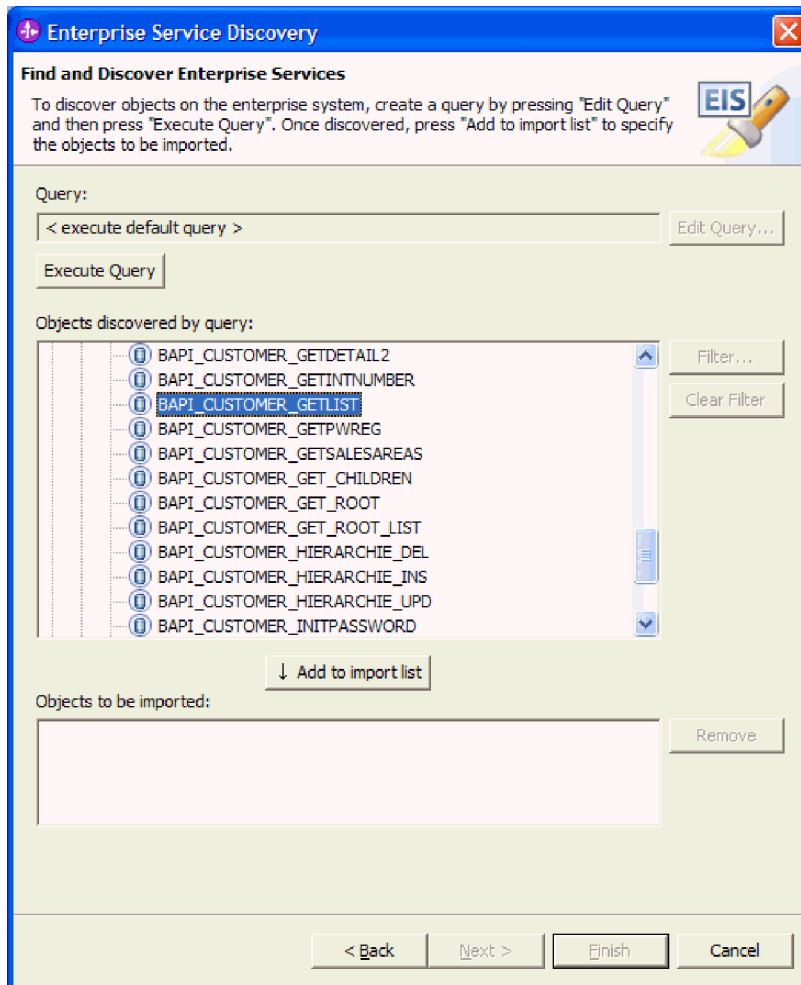 Enterprise Service Discovery
Find and Discover Enterprise Services
To discover objects on the enterprise system, create a query by pressing "Edit Query"
and then press "Execute Query". Once discovered, press "Add to import list" to specify
the objects to be imported.
EIS
Query:
< execute default query >
Edit Query...
Execute Query
Objects discovered by query:
BAPI_CUSTOMER_GETDETAIL2
Filter...
BAPI_CUSTOMER_GETINTNUMBER
BAPI_CUSTOMER_GETLIST
Clear Filter
BAPI_CUSTOMER_GETPWREG
BAPI_CUSTOMER_GETSALESAREAS
BAPI_CUSTOMER_GET_CHILDREN
BAPI_CUSTOMER_GET_ROOT
BAPI_CUSTOMER_GET_ROOT_LIST
BAPI_CUSTOMER_HIERARCHIE_DEL
BAPI_CUSTOMER_HIERARCHIE_INS
BAPI_CUSTOMER_HIERARCHIE_UPD
BAPI_CUSTOMER_INITPASSWORD
↓ Add to import list
Objects to be imported:
Remove
< Back
Next >
Finish
Cancel